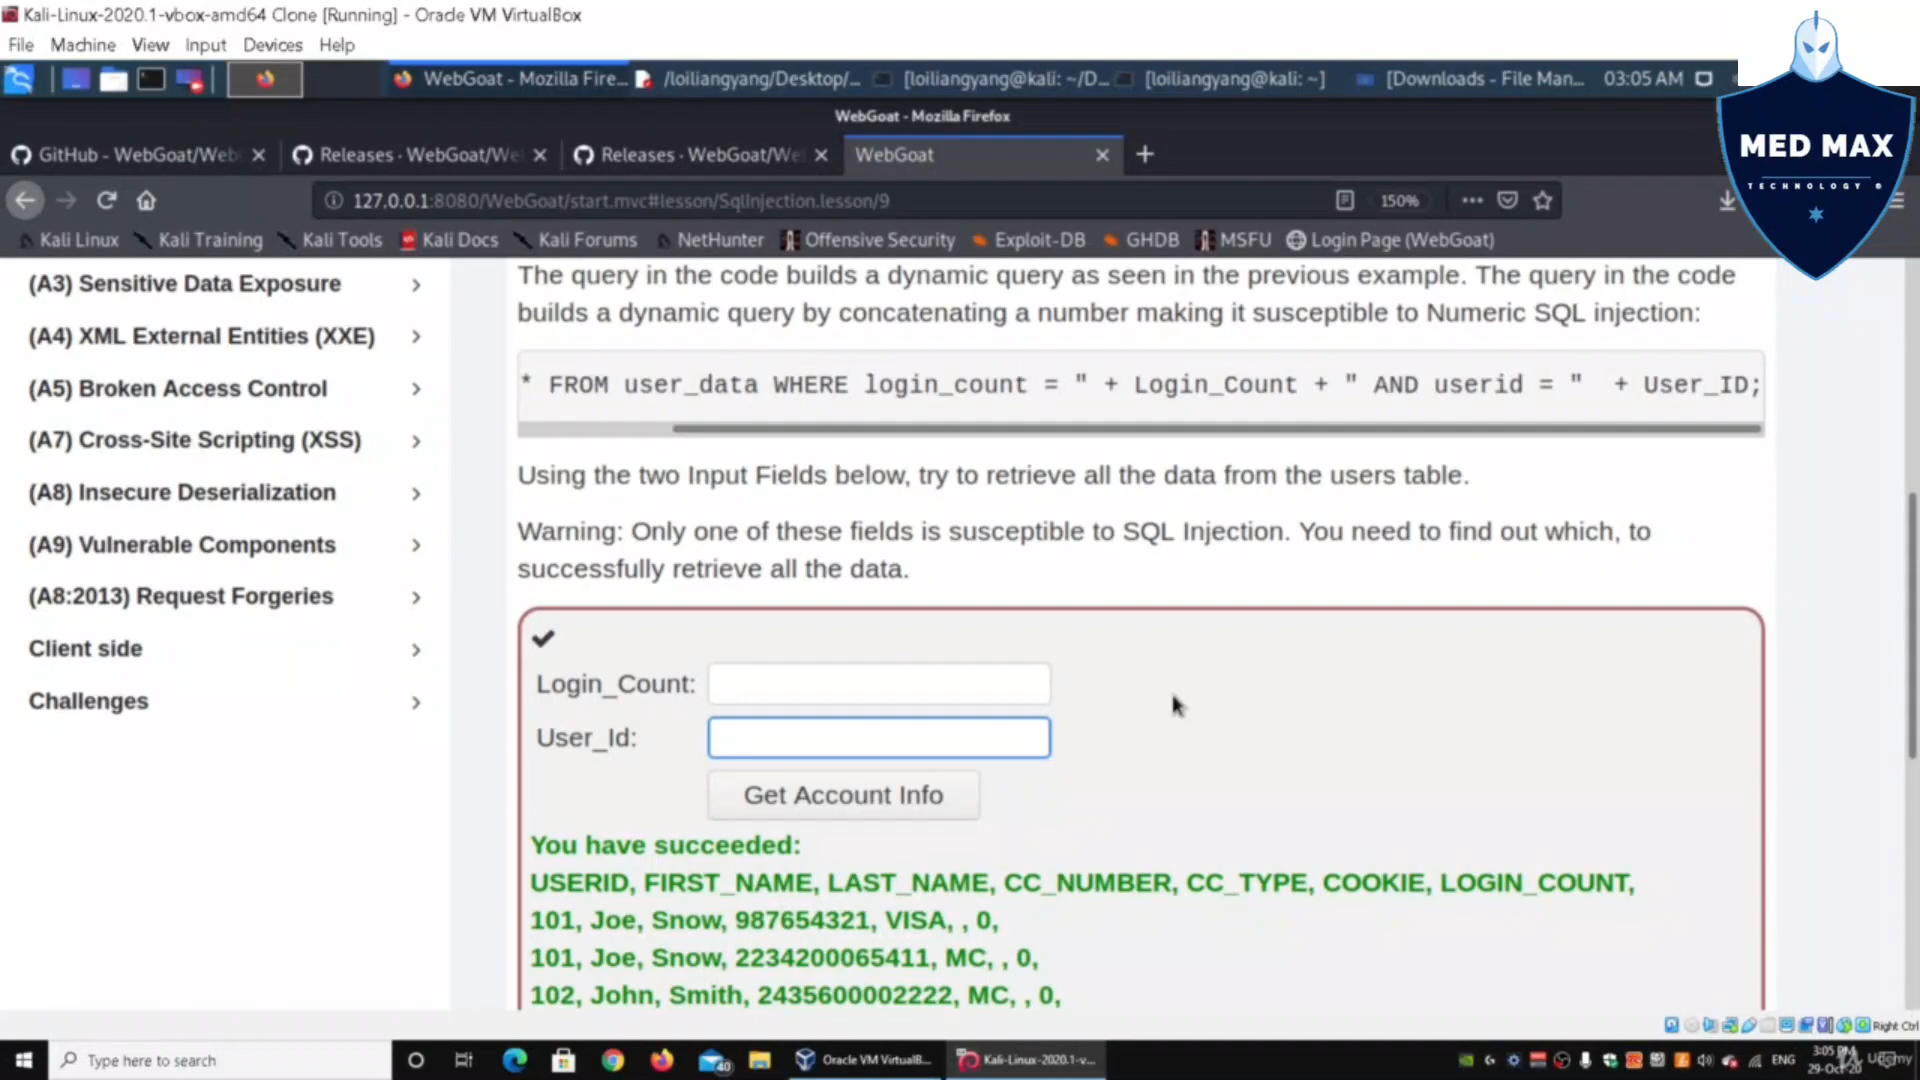 Kali-Linux-2020.1-vbox-amd64 Clone [Running] - Oracle VM VirtualBox
File Machine View Input Devices Help
WebGoat - Mozilla Fire... /loiliangyang/Desktop/... [loiliangyang@kali: ~/D... [loiliangyang@kali: ~] [Downloads - File Man... 03:05 AM
WebGoat - Mozilla Firefox
GitHub - WebGoat/Web Releases · WebGoat/We Releases · WebGoat/We WebGoat
127.0.0.1:8080/WebGoat/start.mvc#lesson/SqlInjection.lesson/9 150%
Kali Linux Kali Training Kali Tools Kali Docs Kali Forums NetHunter Offensive Security Exploit-DB GHDB MSFU Login Page (WebGoat)
MED MAX
TECHNOLOGY
(A3) Sensitive Data Exposure
(A4) XML External Entities (XXE)
(A5) Broken Access Control
(A7) Cross-Site Scripting (XSS)
(A8) Insecure Deserialization
(A9) Vulnerable Components
(A8:2013) Request Forgeries
Client side
Challenges
The query in the code builds a dynamic query as seen in the previous example. The query in the code
builds a dynamic query by concatenating a number making it susceptible to Numeric SQL injection:
* FROM user_data WHERE login_count = " + Login_Count + " AND userid = "  + User_ID;
Using the two Input Fields below, try to retrieve all the data from the users table.
Warning: Only one of these fields is susceptible to SQL Injection. You need to find out which, to
successfully retrieve all the data.
Login_Count:
User_Id:
Get Account Info
You have succeeded:
USERID, FIRST_NAME, LAST_NAME, CC_NUMBER, CC_TYPE, COOKIE, LOGIN_COUNT,
101, Joe, Snow, 987654321, VISA, , 0,
101, Joe, Snow, 2234200065411, MC, , 0,
102, John, Smith, 2435600002222, MC, , 0,
Right Ctrl
Type here to search
40
Oracle VM VirtualB...
Kali-Linux-2020.1-v...
ENG
3:05 PM
29-Oct-20
Udemy